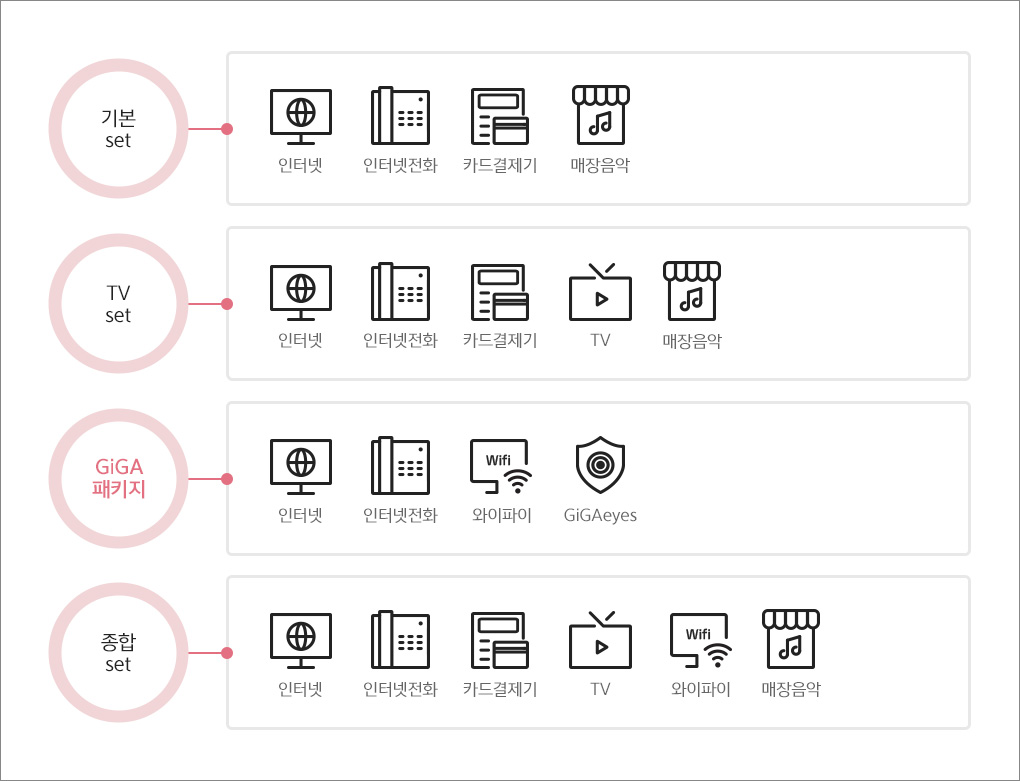 기본
set
인터넷
인터넷전화
카드결제기
매장음악
TV
set
인터넷
인터넷전화
카드결제기
TV
매장음악
GiGA
패키지
인터넷
인터넷전화
Wifi
와이파이
GiGAeyes
종합
set
인터넷
인터넷전화
카드결제기
TV
Wifi
와이파이
매장음악